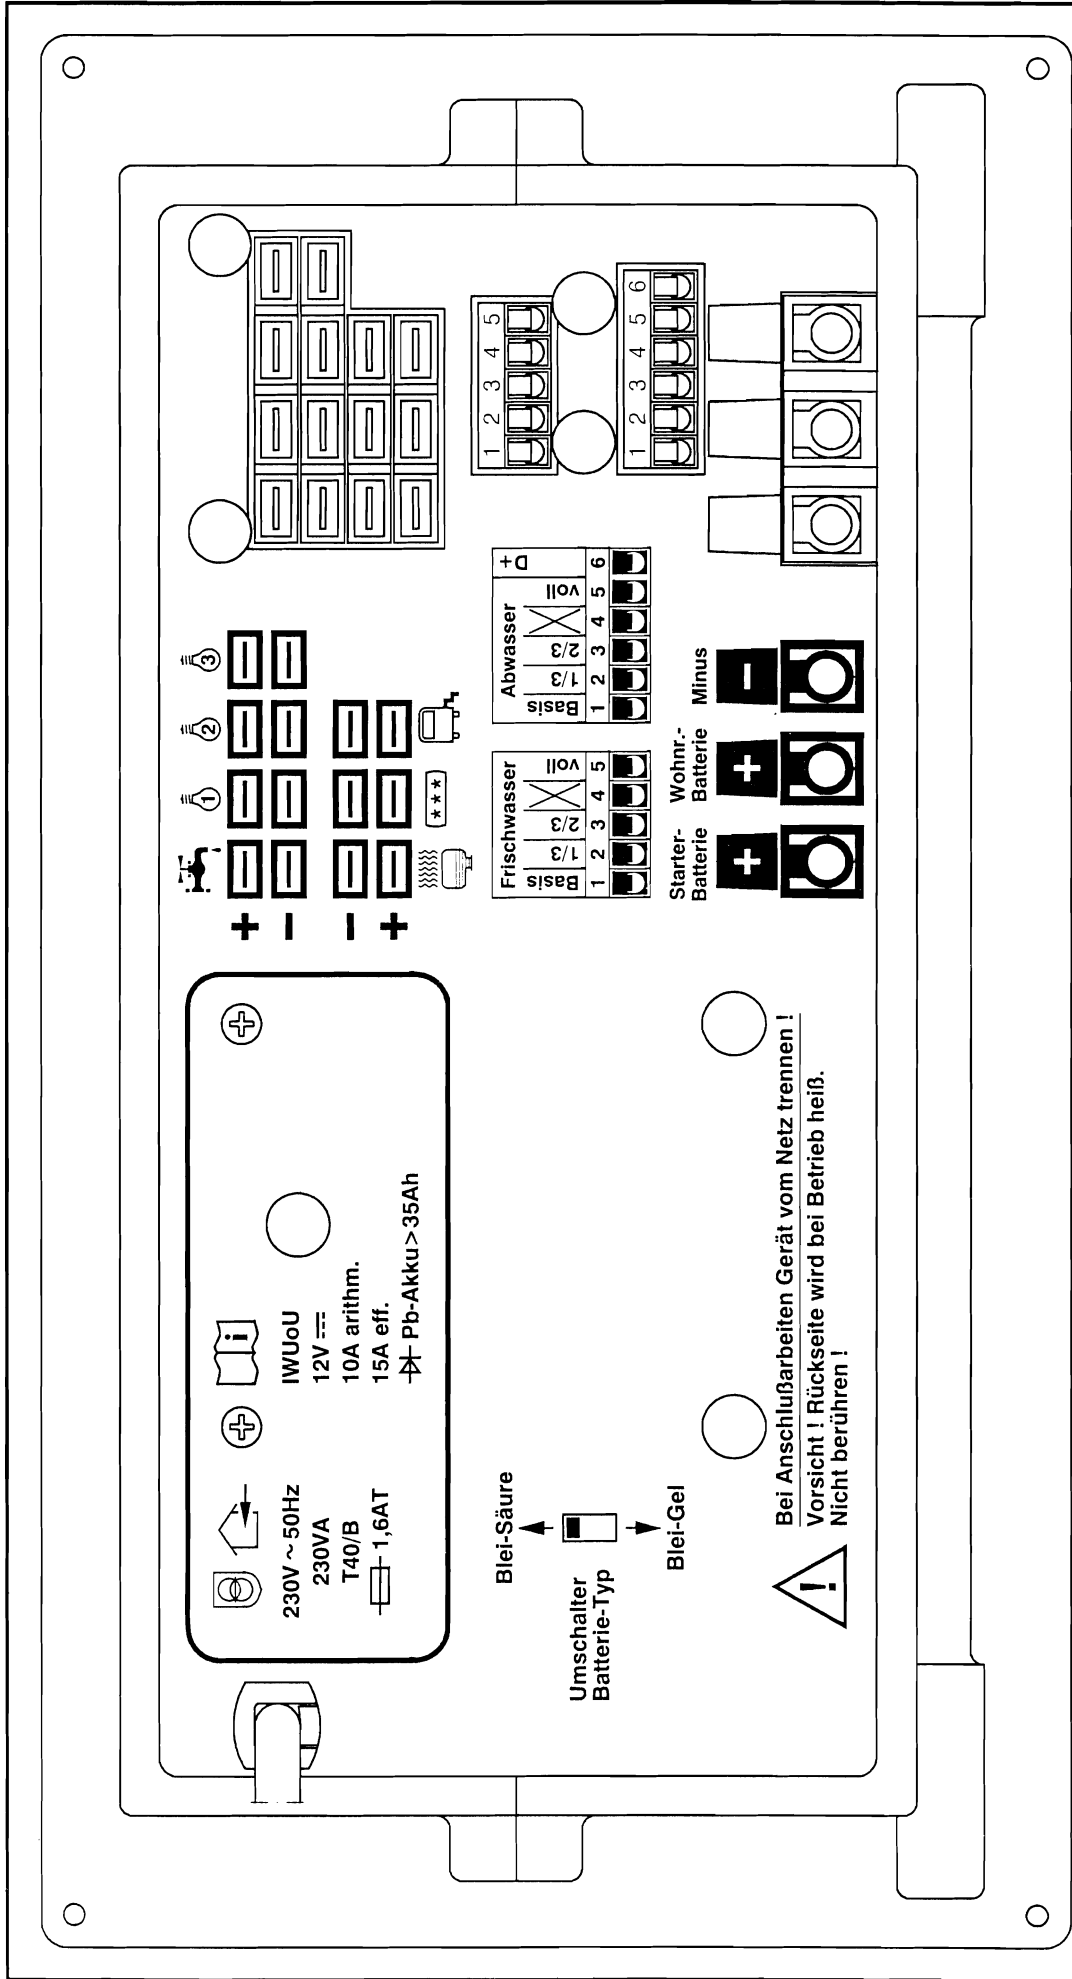 230V ~ 50Hz
230VA
T40/B
1,6AT
i
IWUoU
12V
10A arithm.
15A eff.
Pb-Akku > 35Ah
+
−
−
+
1
2
3
***
Blei-Säure
Umschalter
Batterie-Typ
Blei-Gel
Frischwasser
Basis
1/3
2/3
voll
1 2 3 4 5
Abwasser
Basis
1/3
2/3
voll
D+
1 2 3 4 5 6
1 2 3 4 5
1 2 3 4 5 6
Starter-
Batterie
+
Wohnr.-
Batterie
+
Minus
−
!
Bei Anschlußarbeiten Gerät vom Netz trennen !
Vorsicht ! Rückseite wird bei Betrieb heiß.
Nicht berühren !